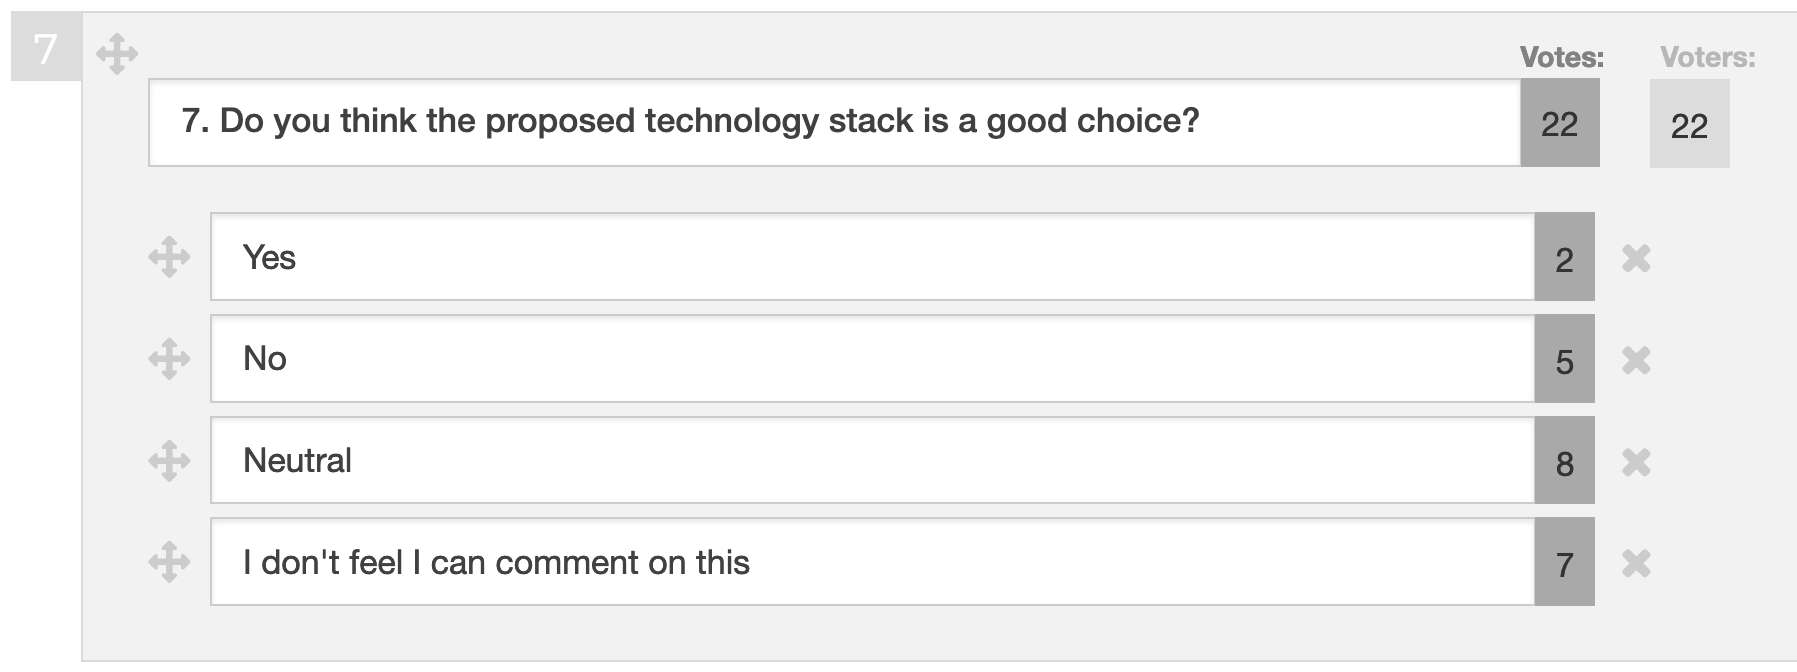 7
Votes: Voters:
7. Do you think the proposed technology stack is a good choice? 22 22
Yes 2
No 5
Neutral 8
I don't feel I can comment on this 7